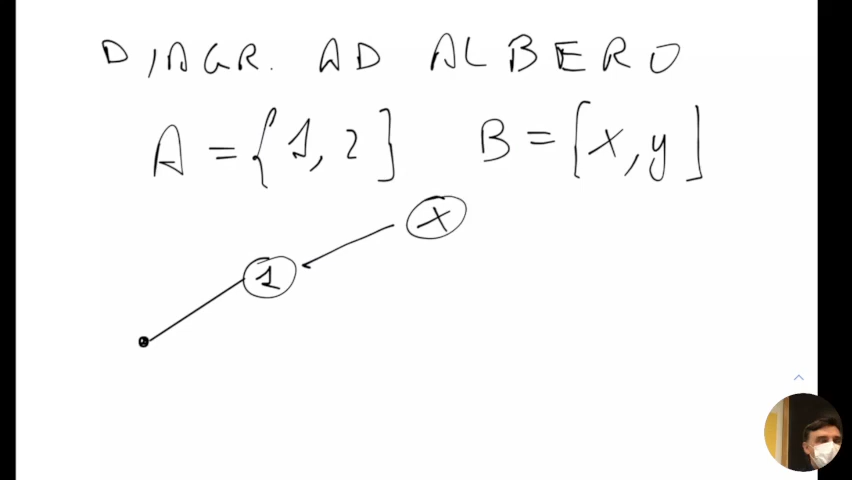 DIAGR. AD ALBERO
A = {1, 2} B = [x, y]
x
1